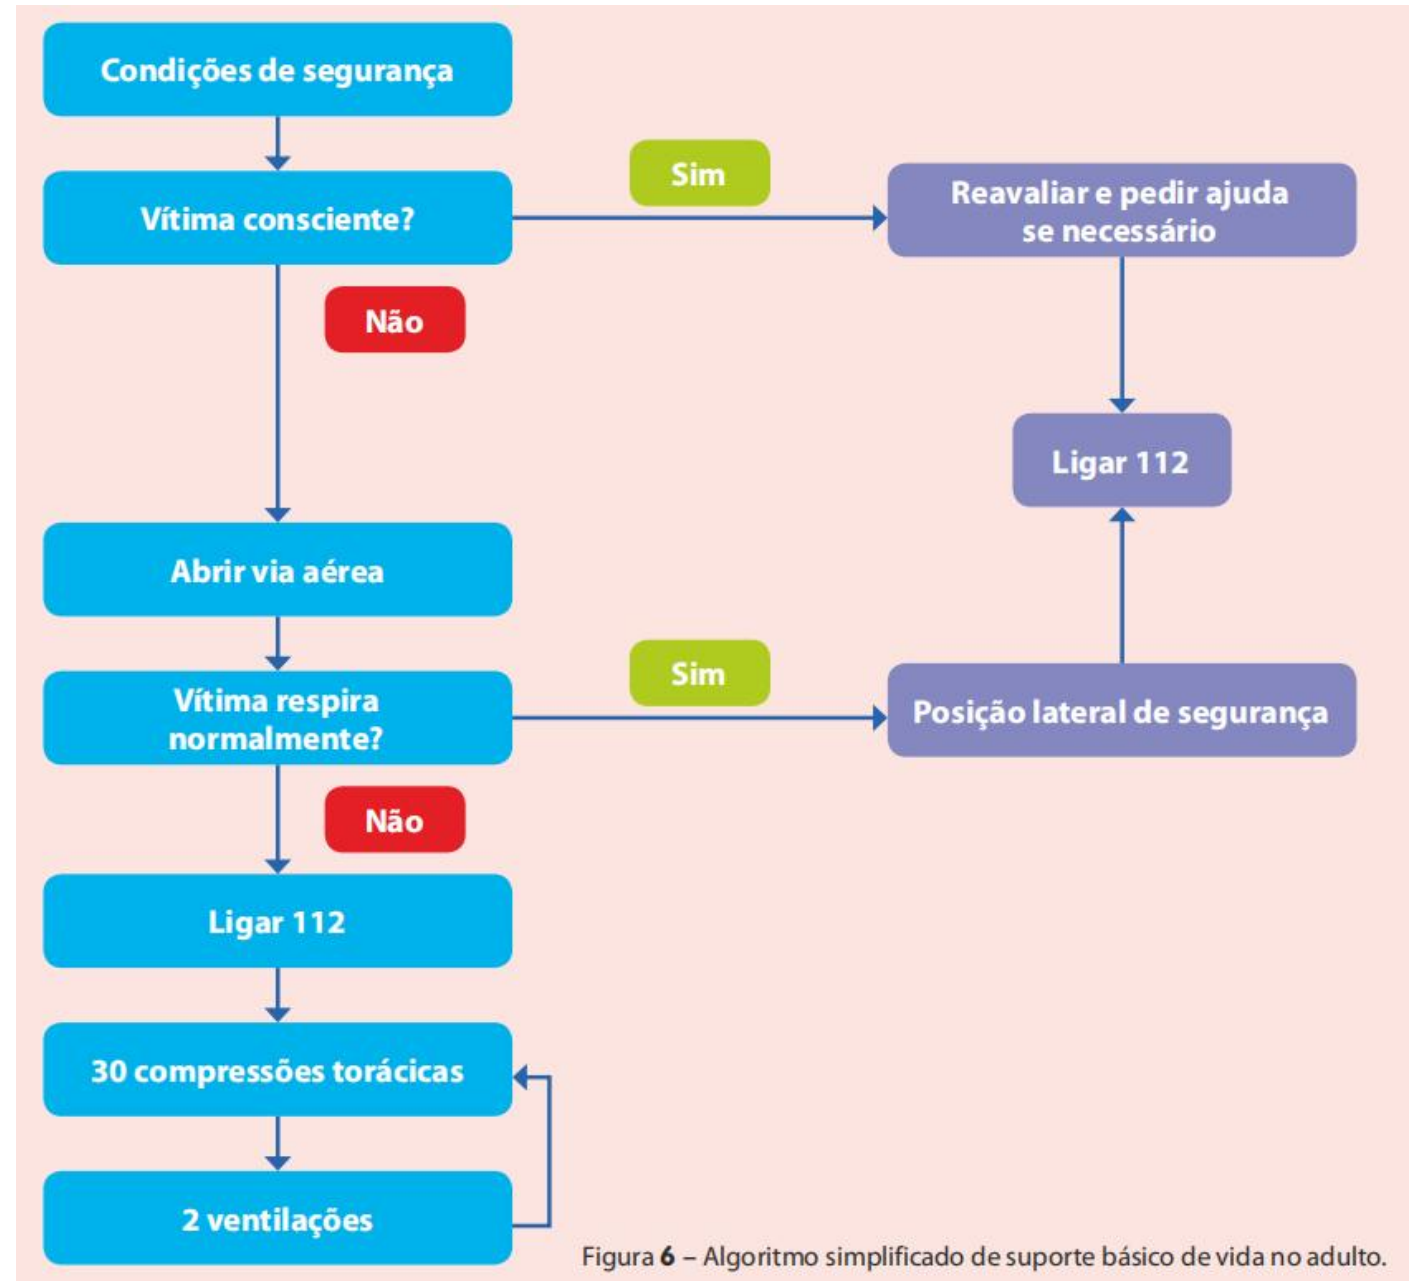 Condições de segurança
Vítima consciente?
Sim
Reavaliar e pedir ajuda
se necessário
Não
Ligar 112
Abrir via aérea
Vítima respira
normalmente?
Sim
Posição lateral de segurança
Não
Ligar 112
30 compressões torácicas
2 ventilações
Figura 6 – Algoritmo simplificado de suporte básico de vida no adulto.